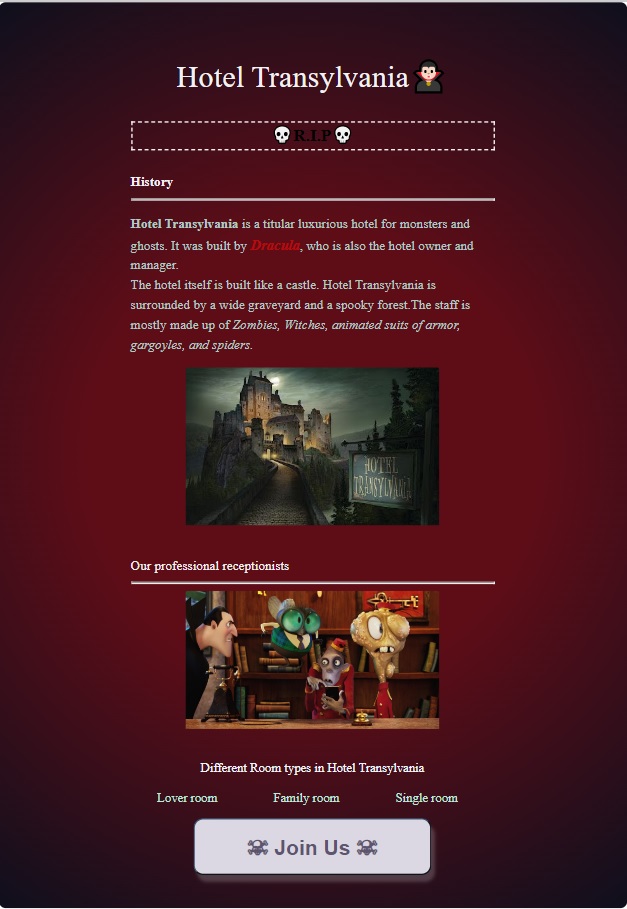 Hotel Transylvania🧛‍♂️
💀R.I.P💀
History
Hotel Transylvania is a titular luxurious hotel for monsters and
ghosts. It was built by Dracula, who is also the hotel owner and
manager.
The hotel itself is built like a castle. Hotel Transylvania is
surrounded by a wide graveyard and a spooky forest.The staff is
mostly made up of Zombies, Witches, animated suits of armor,
gargoyles, and spiders.
HOTEL
TRANSYLVANIA
Our professional receptionists
Different Room types in Hotel Transylvania
Lover room Family room Single room
☠ Join Us ☠